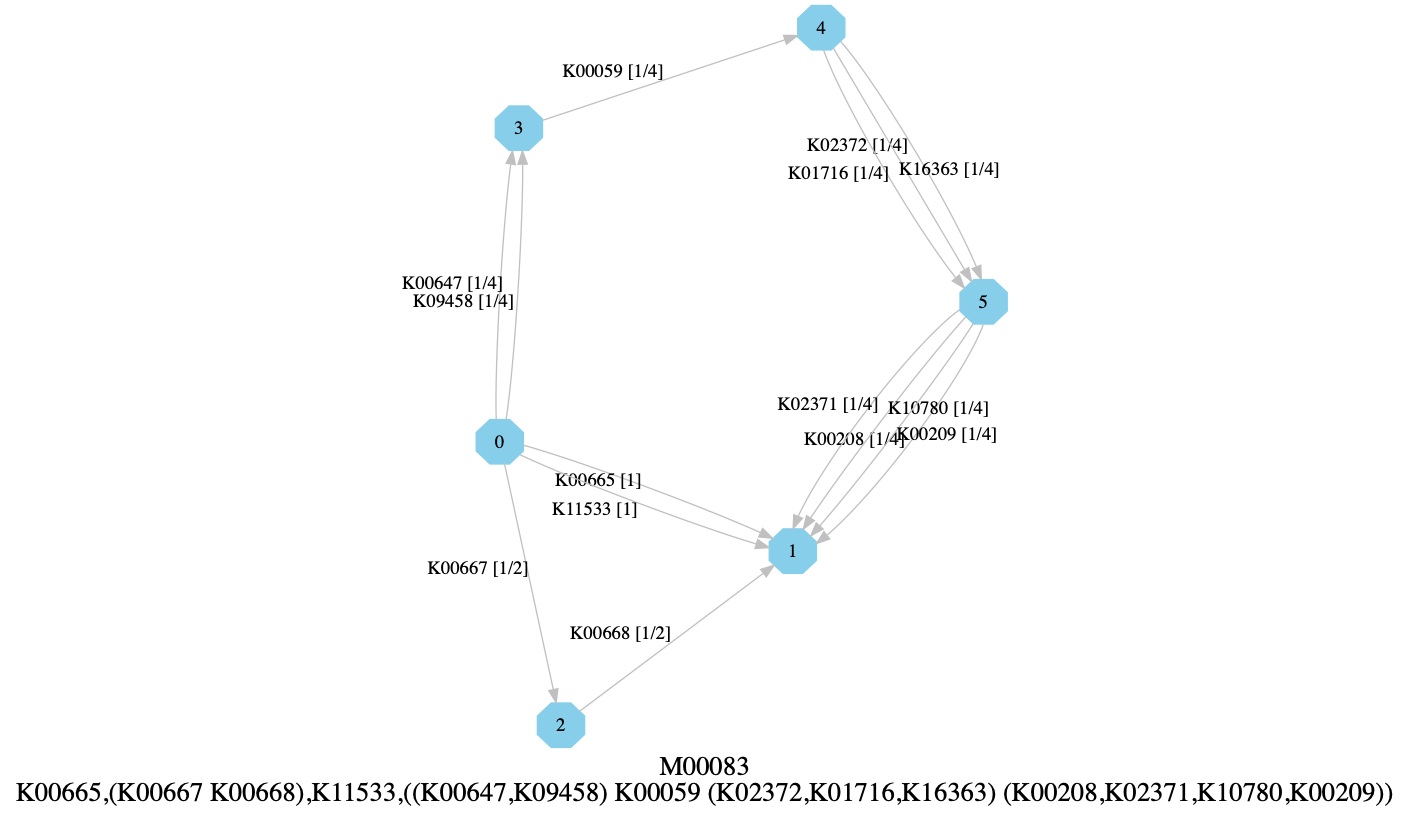 4
K00059 [1/4]
3
K02372 [1/4]
K16363 [1/4]
K01716 [1/4]
K00647 [1/4]
K09458 [1/4]
5
K02371 [1/4]
K10780 [1/4]
K00208 [1/4]
K00209 [1/4]
0
K00665 [1]
K11533 [1]
1
K00667 [1/2]
K00668 [1/2]
2
M00083
K00665,(K00667 K00668),K11533,((K00647,K09458) K00059 (K02372,K01716,K16363) (K00208,K02371,K10780,K00209))